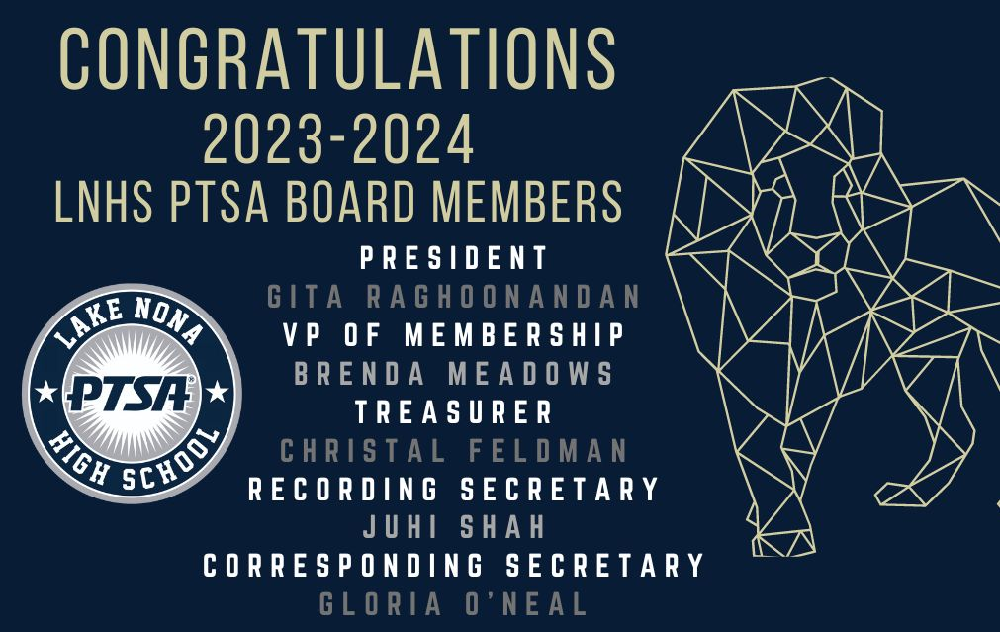 CONGRATULATIONS
2023-2024
LNHS PTSA BOARD MEMBERS
PRESIDENT
GITA RAGHOONANDAN
VP OF MEMBERSHIP
BRENDA MEADOWS
TREASURER
CHRISTAL FELDMAN
RECORDING SECRETARY
JUHI SHAH
CORRESPONDING SECRETARY
GLORIA O'NEAL
LAKE NONA
PTSA®
HIGH SCHOOL